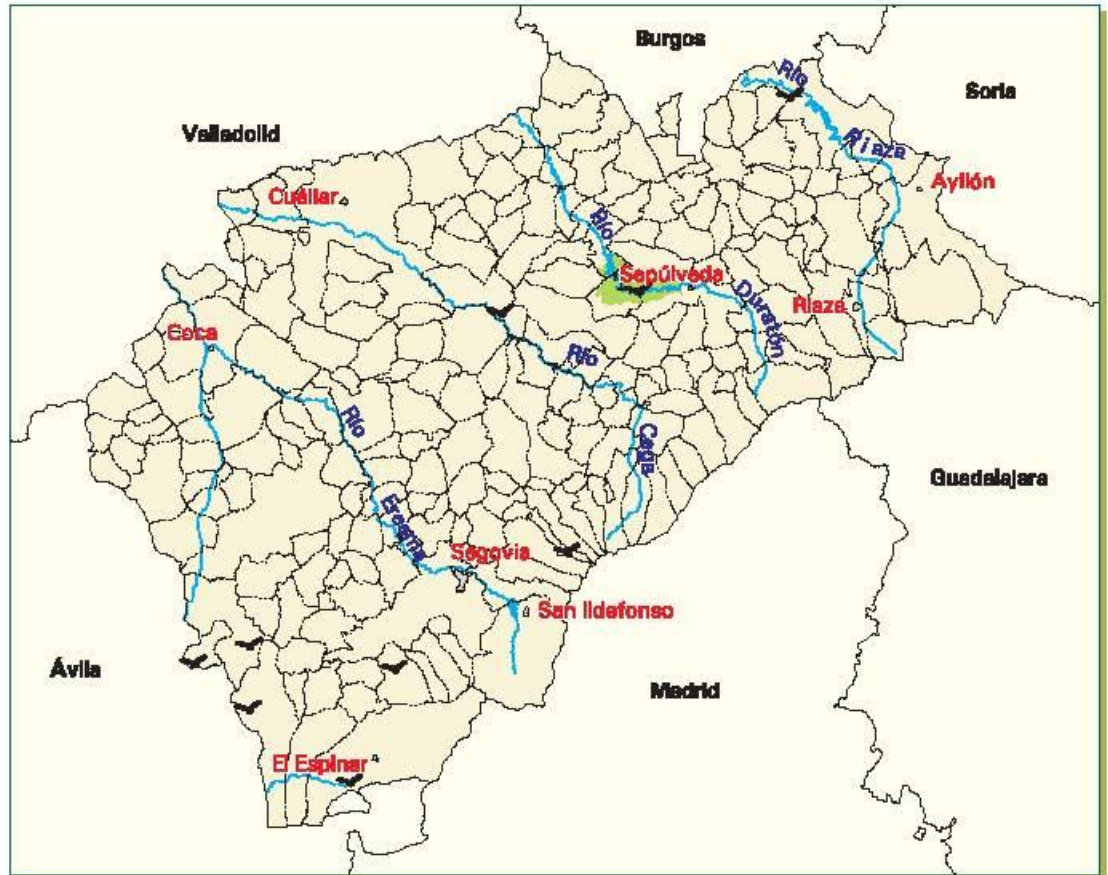 Burgos
Río
Riaza
Soria
Valladolid
Ayllón
Cuéllar
Río
Sepúlveda
Duratón
Riaza
Coca
Río
Río
Cega
Guadalajara
Eresma
Segovia
San Ildefonso
Ávila
Madrid
El Espinar